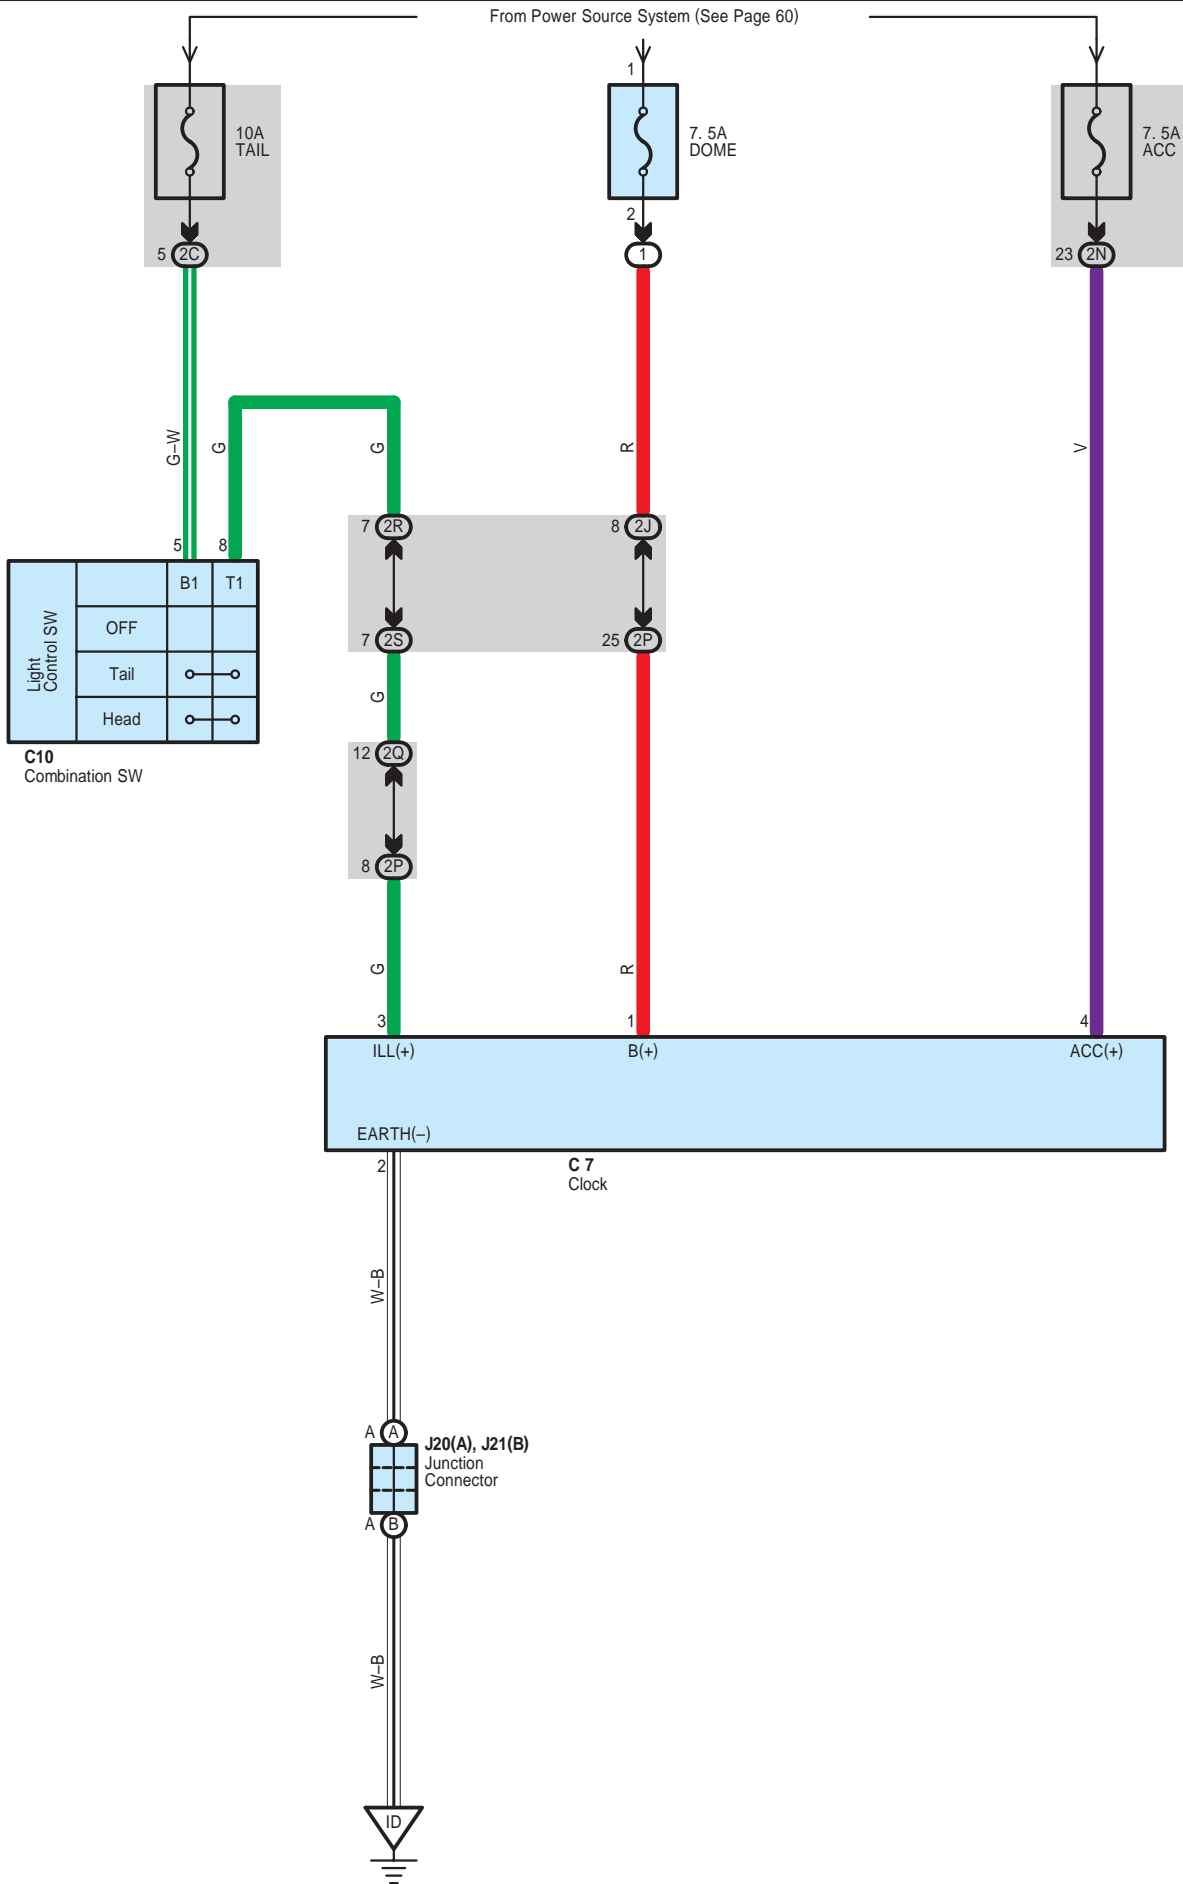 From Power Source System (See Page 60)
1
10A
TAIL
7. 5A
DOME
7. 5A
ACC
2
5 2C
1
23 2N
G–W
G
G
R
V
5
8
7 2R
8 2J
Light
Control SW
B1
T1
OFF
Tail
Head
C10
Combination SW
7 2S
25 2P
G
12 2Q
8 2P
G
R
3
1
4
ILL(+)
B(+)
ACC(+)
EARTH(–)
2
C 7
Clock
W–B
A A
J20(A), J21(B)
Junction
Connector
A B
W–B
ID